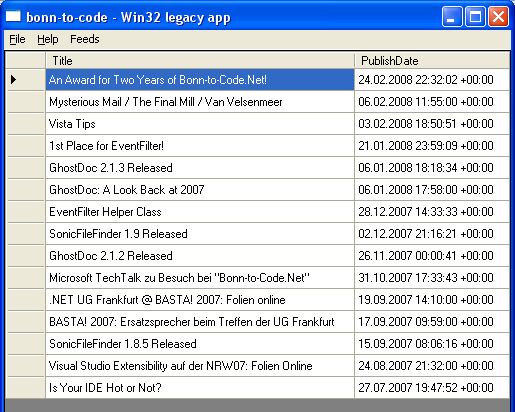 bonn-to-code - Win32 legacy app
File Help Feeds
Title PublishDate
An Award for Two Years of Bonn-to-Code.Net! 24.02.2008 22:32:02 +00:00
Mysterious Mail / The Final Mill / Van Velsenmeer 06.02.2008 11:55:00 +00:00
Vista Tips 03.02.2008 18:50:51 +00:00
1st Place for EventFilter! 21.01.2008 23:59:09 +00:00
GhostDoc 2.1.3 Released 06.01.2008 18:18:34 +00:00
GhostDoc: A Look Back at 2007 06.01.2008 17:58:00 +00:00
EventFilter Helper Class 28.12.2007 14:33:33 +00:00
SonicFileFinder 1.9 Released 02.12.2007 21:16:21 +00:00
GhostDoc 2.1.2 Released 26.11.2007 00:00:41 +00:00
Microsoft TechTalk zu Besuch bei "Bonn-to-Code.Net" 31.10.2007 17:33:43 +00:00
.NET UG Frankfurt @ BASTA! 2007: Folien online 19.09.2007 14:10:00 +00:00
BASTA! 2007: Ersatzsprecher beim Treffen der UG Frankfurt 17.09.2007 09:59:00 +00:00
SonicFileFinder 1.8.5 Released 15.09.2007 08:06:16 +00:00
Visual Studio Extensibility auf der NRW07: Folien Online 24.08.2007 21:32:00 +00:00
Is Your IDE Hot or Not? 27.07.2007 19:47:52 +00:00